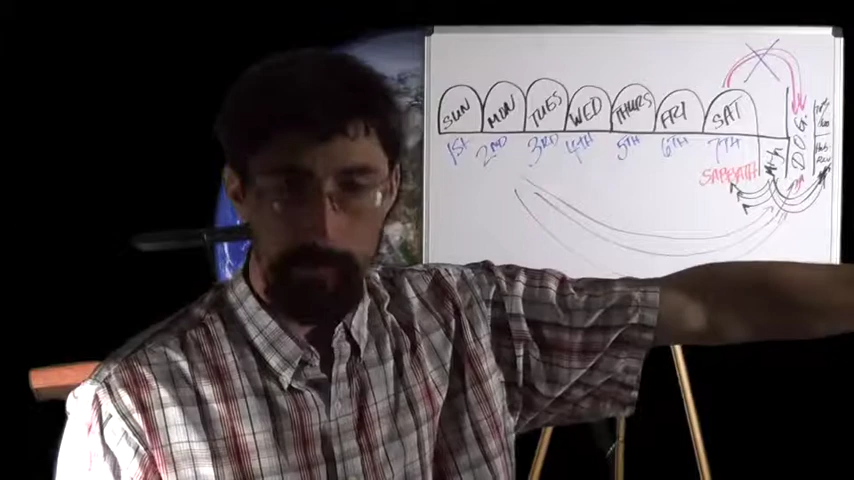 SUN MON TUES WED THURS FRI SAT
1ST 2ND 3RD 4TH 5TH 6TH 7TH
SABBATH
D.O.G.